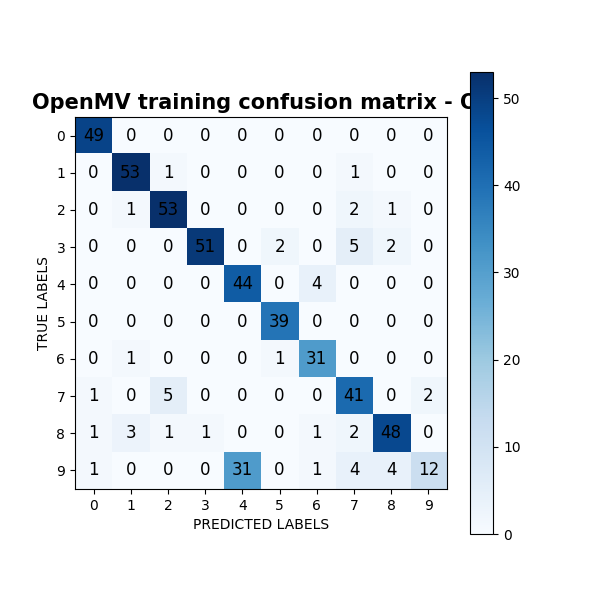 OpenMV training confusion matrix -
TRUE LABELS
0 49 0 0 0 0 0 0 0 0 0
1 0 53 1 0 0 0 0 1 0 0
2 0 1 53 0 0 0 0 2 1 0
3 0 0 0 51 0 2 0 5 2 0
4 0 0 0 0 44 0 4 0 0 0
5 0 0 0 0 0 39 0 0 0 0
6 0 1 0 0 0 1 31 0 0 0
7 1 0 5 0 0 0 0 41 0 2
8 1 3 1 1 0 0 1 2 48 0
9 1 0 0 0 31 0 1 4 4 12
0 1 2 3 4 5 6 7 8 9
PREDICTED LABELS
50
40
30
20
10
0